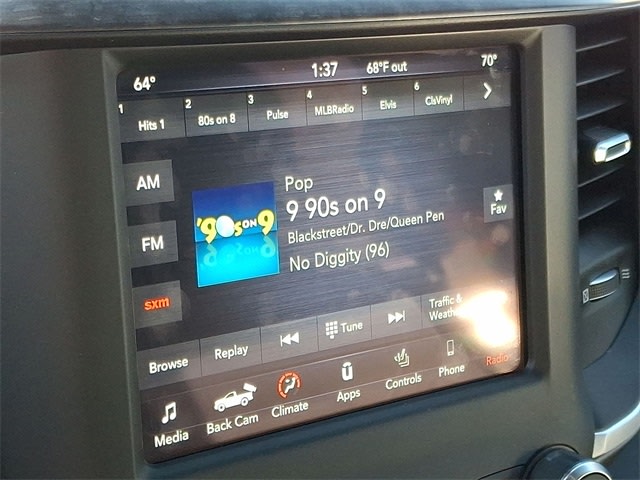 64° 1:37 68°F out 70°
1 Hits 1 2 80s on 8 3 Pulse 4 MLBRadio 5 Elvis 6 ClsVinyl
AM
FM
sxm
'90s ON 9
Pop
9 90s on 9
Blackstreet/Dr. Dre/Queen Pen
No Diggity (96)
Fav
Browse Replay Tune Traffic &
Weather
Media Back Cam Climate Apps Controls Phone Radio